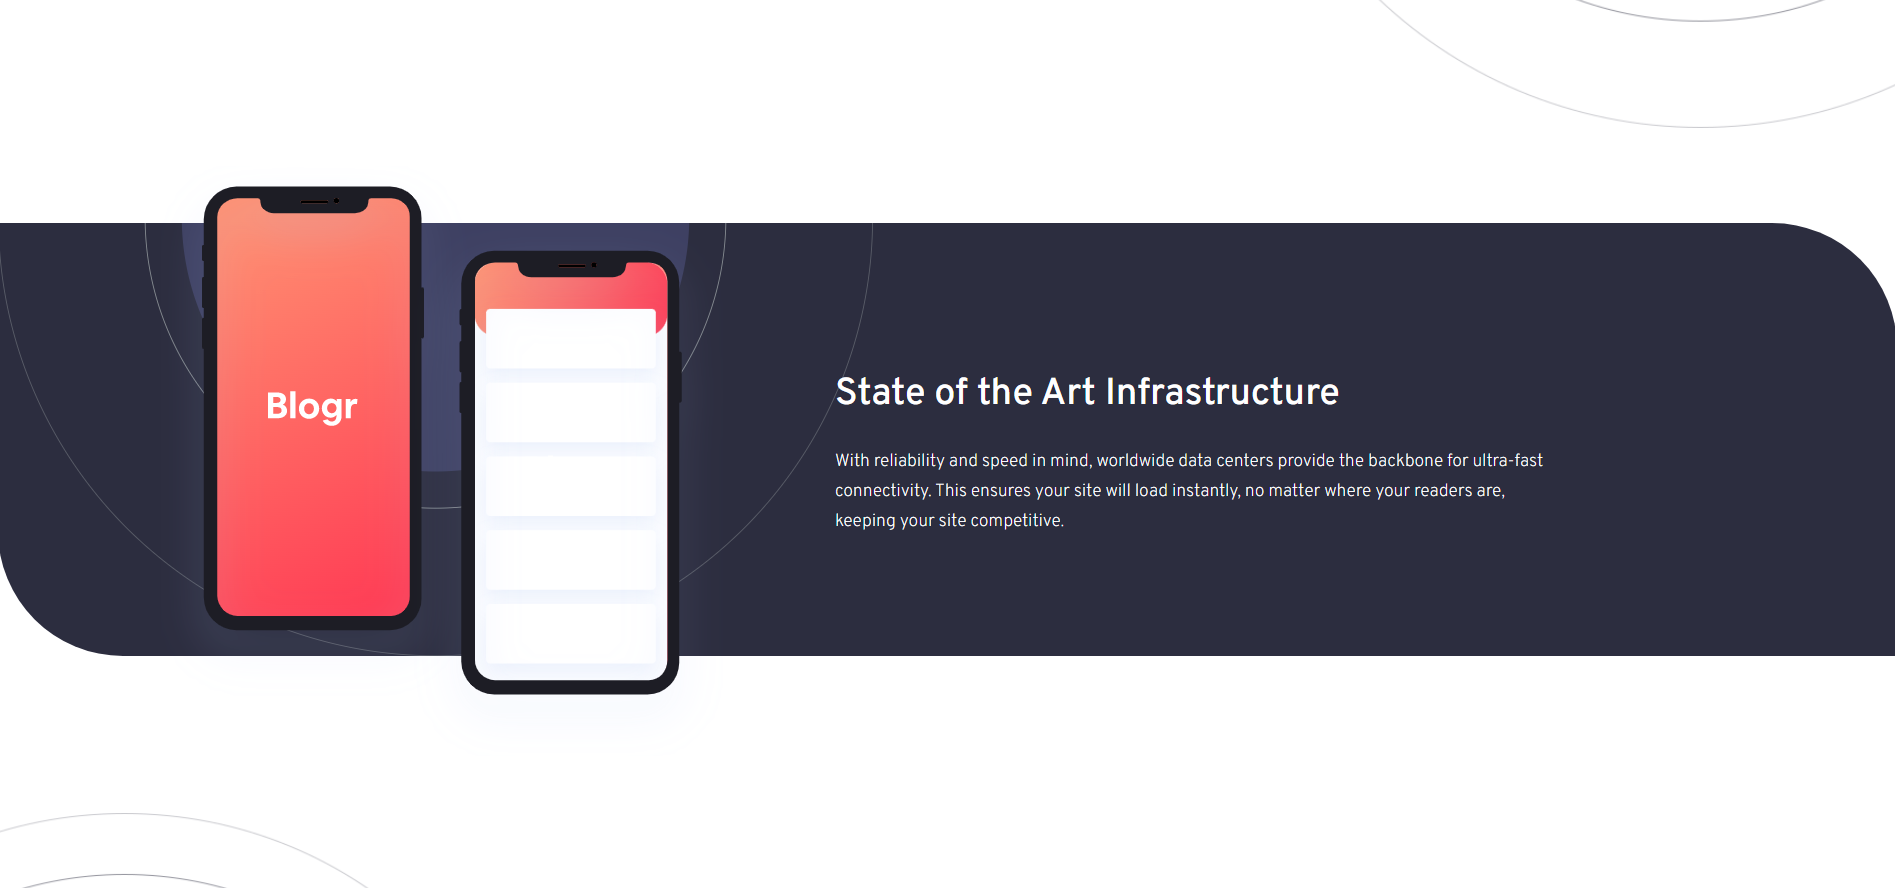 Blogr
State of the Art Infrastructure
With reliability and speed in mind, worldwide data centers provide the backbone for ultra-fast
connectivity. This ensures your site will load instantly, no matter where your readers are,
keeping your site competitive.